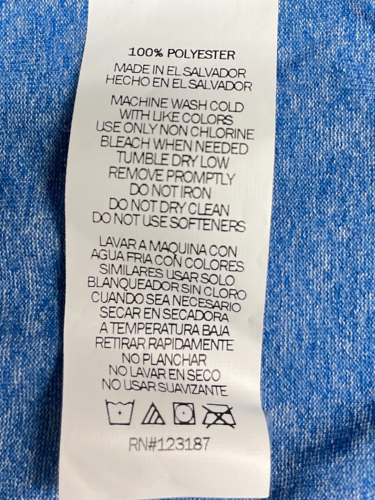 100% POLYESTER
MADE IN EL SALVADOR
HECHO EN EL SALVADOR
MACHINE WASH COLD
WITH LIKE COLORS
USE ONLY NON CHLORINE
BLEACH WHEN NEEDED
TUMBLE DRY LOW
REMOVE PROMPTLY
DO NOT IRON
DO NOT DRY CLEAN
DO NOT USE SOFTENERS
LAVAR A MAQUINA CON
AGUA FRIA CON COLORES
SIMILARES USAR SOLO
BLANQUEADOR SIN CLORO
CUANDO SEA NECESARIO
SECAR EN SECADORA
A TEMPERATURA BAJA
RETIRAR RAPIDAMENTE
NO PLANCHAR
NO LAVAR EN SECO
NO USAR SUAVIZANTE
RN#123187